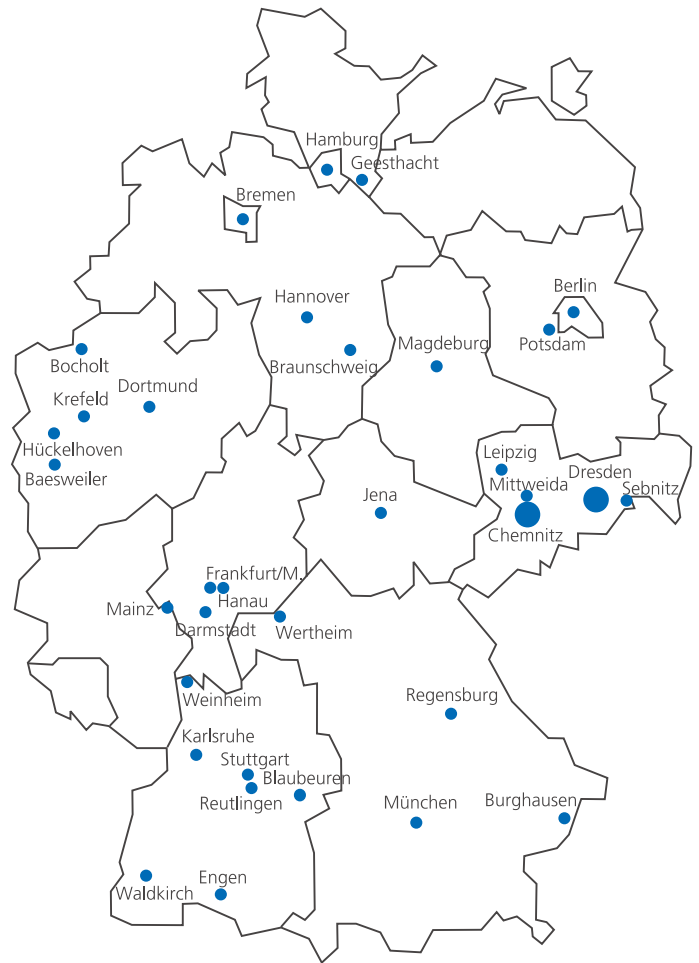 Hamburg
Geesthacht
Bremen
Berlin
Hannover
Potsdam
Braunschweig
Magdeburg
Bocholt
Dortmund
Krefeld
Hückelhoven
Baesweiler
Leipzig
Mittweida
Dresden
Sebnitz
Jena
Chemnitz
Frankfurt/M.
Hanau
Mainz
Darmstadt
Wertheim
Weinheim
Regensburg
Karlsruhe
Stuttgart
Blaubeuren
Reutlingen
München
Burghausen
Waldkirch
Engen